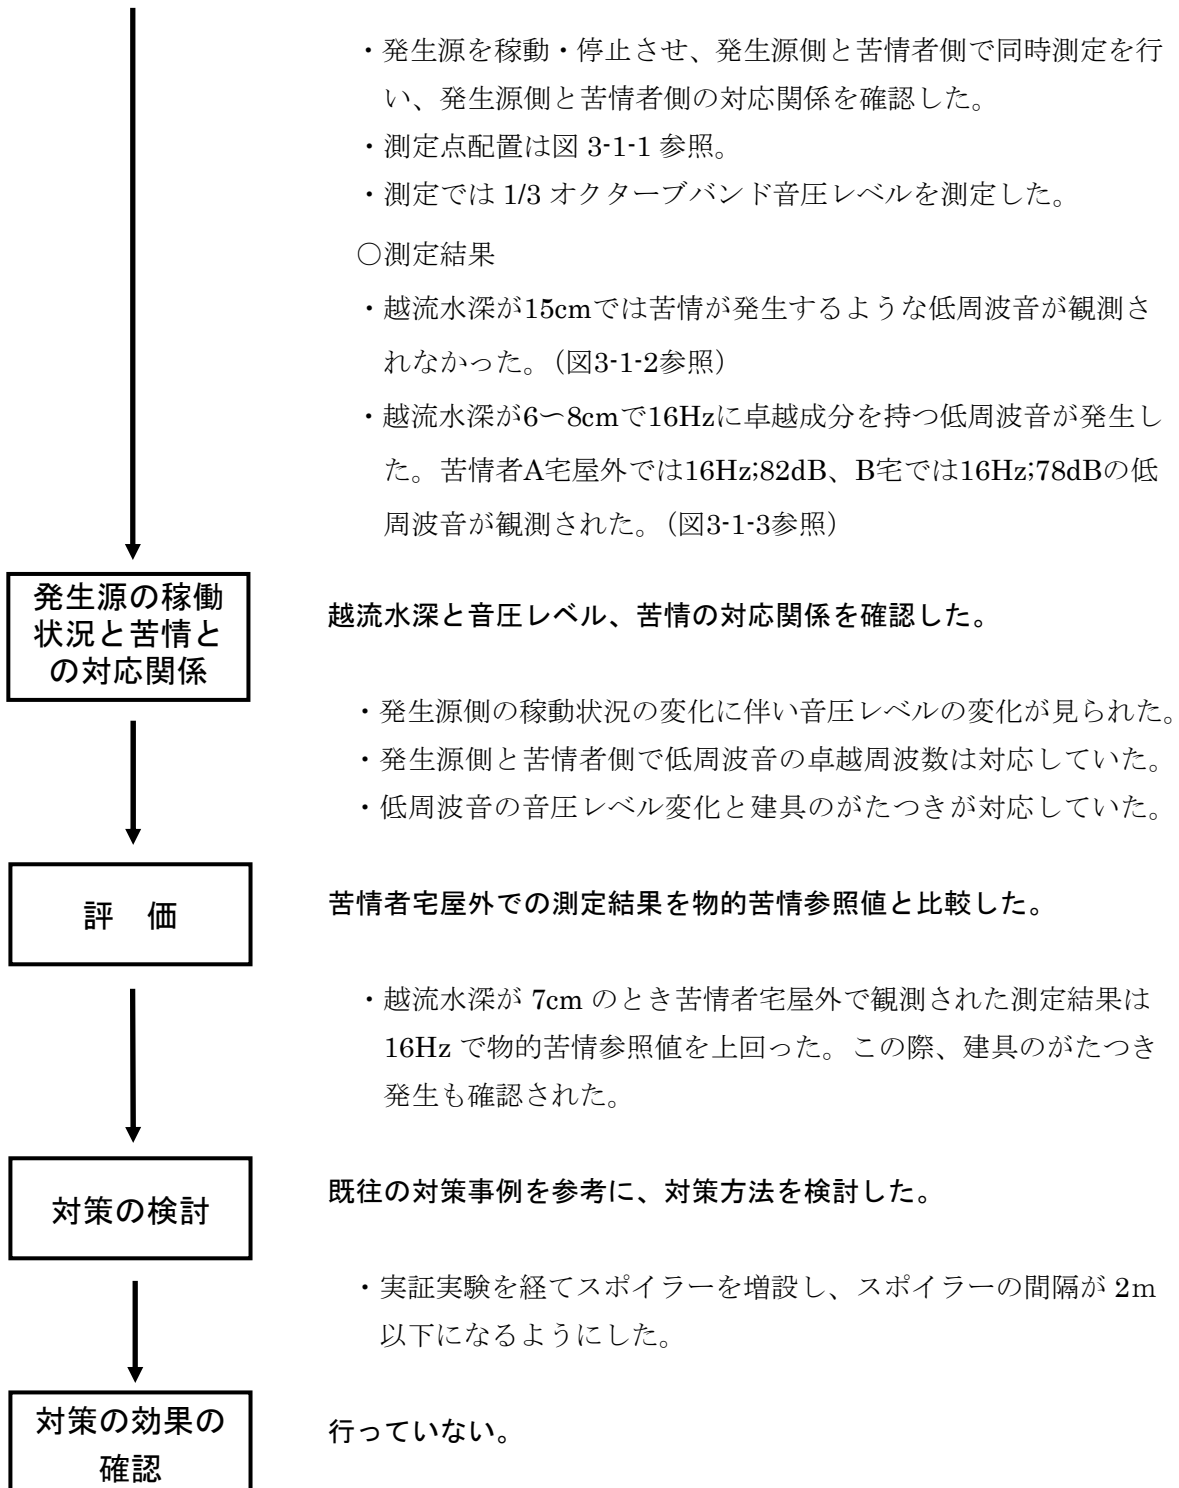 ・発生源を稼動・停止させ、発生源側と苦情者側で同時測定を行
い、発生源側と苦情者側の対応関係を確認した。
・測定点配置は図 3-1-1 参照。
・測定では 1/3 オクターブバンド音圧レベルを測定した。
○測定結果
・越流水深が15cmでは苦情が発生するような低周波音が観測さ
れなかった。（図3-1-2参照）
・越流水深が6〜8cmで16Hzに卓越成分を持つ低周波音が発生し
た。苦情者A宅屋外では16Hz;82dB、B宅では16Hz;78dBの低
周波音が観測された。（図3-1-3参照）
発生源の稼働
状況と苦情と
の対応関係
越流水深と音圧レベル、苦情の対応関係を確認した。
・発生源側の稼動状況の変化に伴い音圧レベルの変化が見られた。
・発生源側と苦情者側で低周波音の卓越周波数は対応していた。
・低周波音の音圧レベル変化と建具のがたつきが対応していた。
評　価
苦情者宅屋外での測定結果を物的苦情参照値と比較した。
・越流水深が 7cm のとき苦情者宅屋外で観測された測定結果は
16Hz で物的苦情参照値を上回った。この際、建具のがたつき
発生も確認された。
対策の検討
既往の対策事例を参考に、対策方法を検討した。
・実証実験を経てスポイラーを増設し、スポイラーの間隔が 2m
以下になるようにした。
対策の効果の
確認
行っていない。